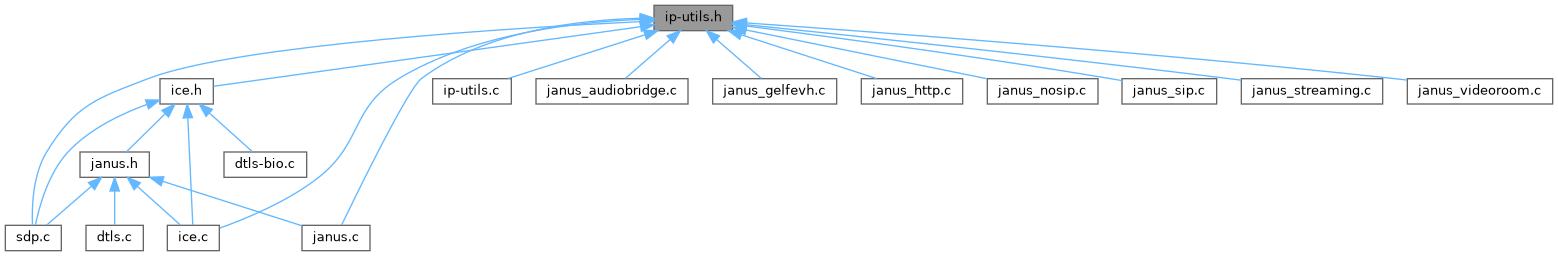 ip-utils.h
ice.h
ip-utils.c
janus_audiobridge.c
janus_gelfevh.c
janus_http.c
janus_nosip.c
janus_sip.c
janus_streaming.c
janus_videoroom.c
janus.h
dtls-bio.c
sdp.c
dtls.c
ice.c
janus.c